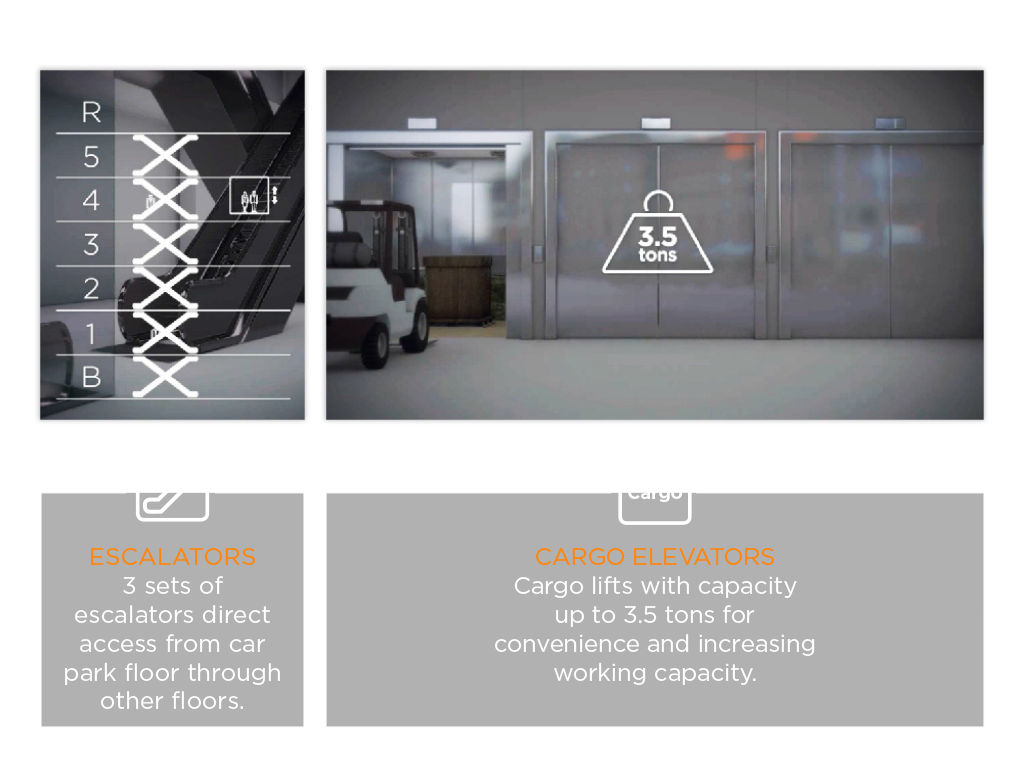 R
5
4
3
2
1
B
3.5
tons
Cargo
ESCALATORS
3 sets of
escalators direct
access from car
park floor through
other floors.
CARGO ELEVATORS
Cargo lifts with capacity
up to 3.5 tons for
convenience and increasing
working capacity.